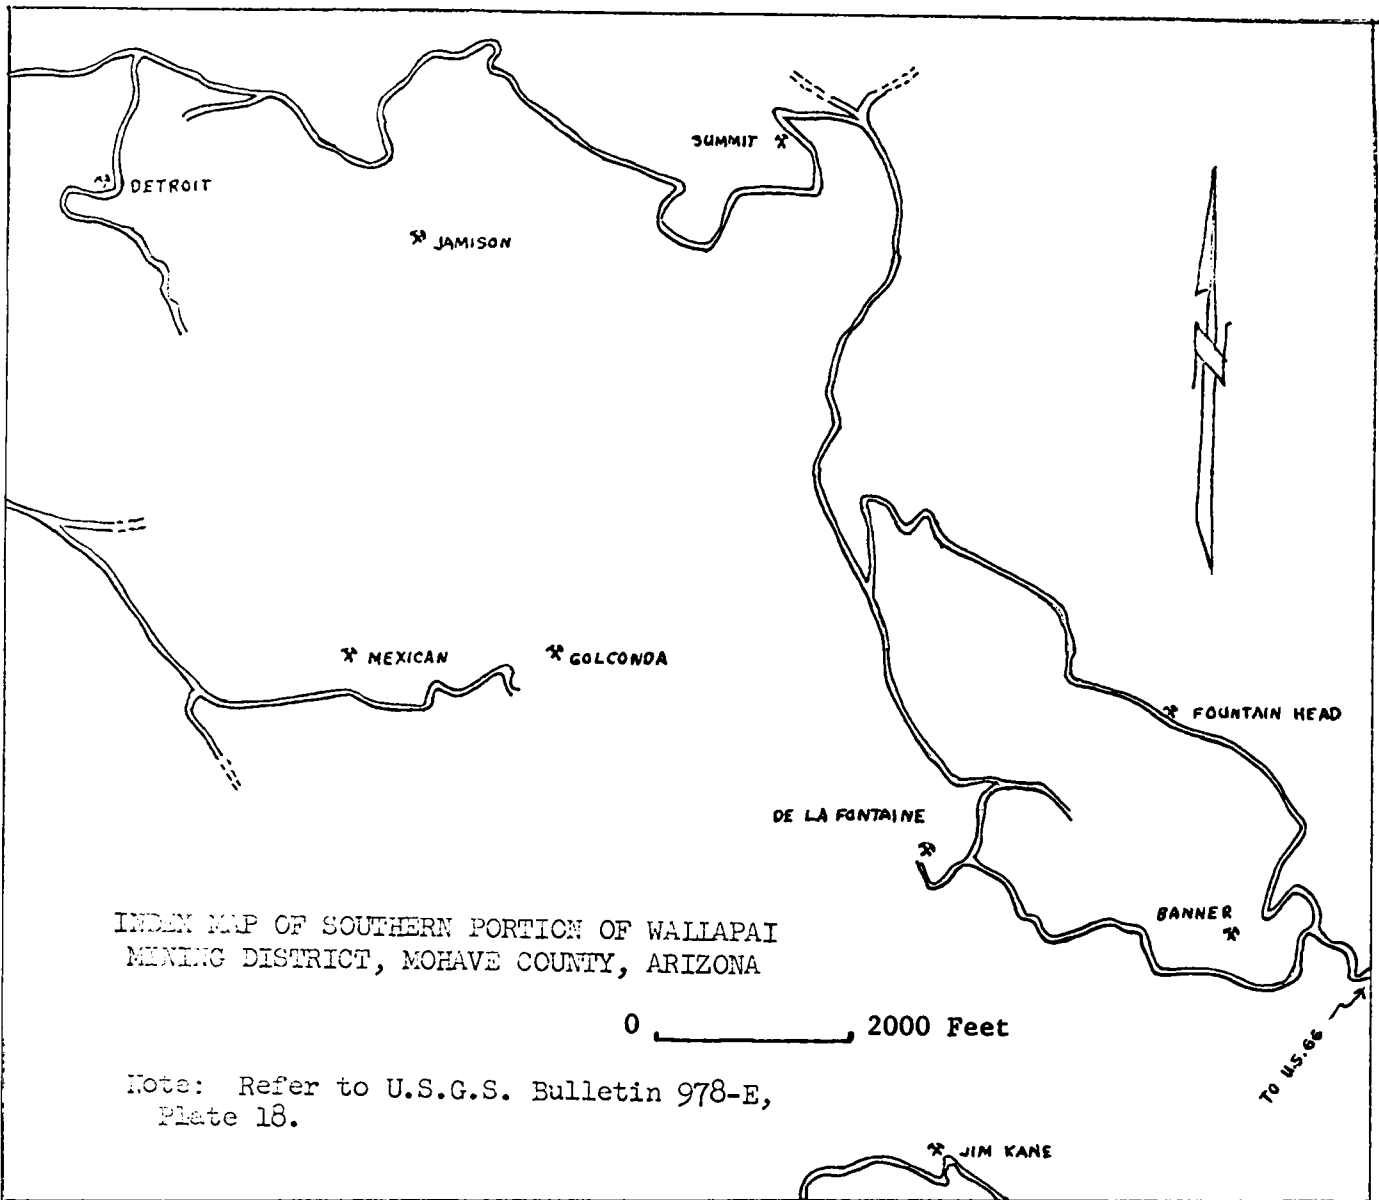 SUMMIT
DETROIT
JAMISON
N
MEXICAN
GOLCONDA
FOUNTAIN HEAD
DE LA FONTAINE
BANNER
INDEX MAP OF SOUTHERN PORTION OF WALLAPAI
MINING DISTRICT, MOHAVE COUNTY, ARIZONA
0 2000 Feet
TO U.S. 66
Note: Refer to U.S.G.S. Bulletin 978-E,
Plate 18.
JIM KANE